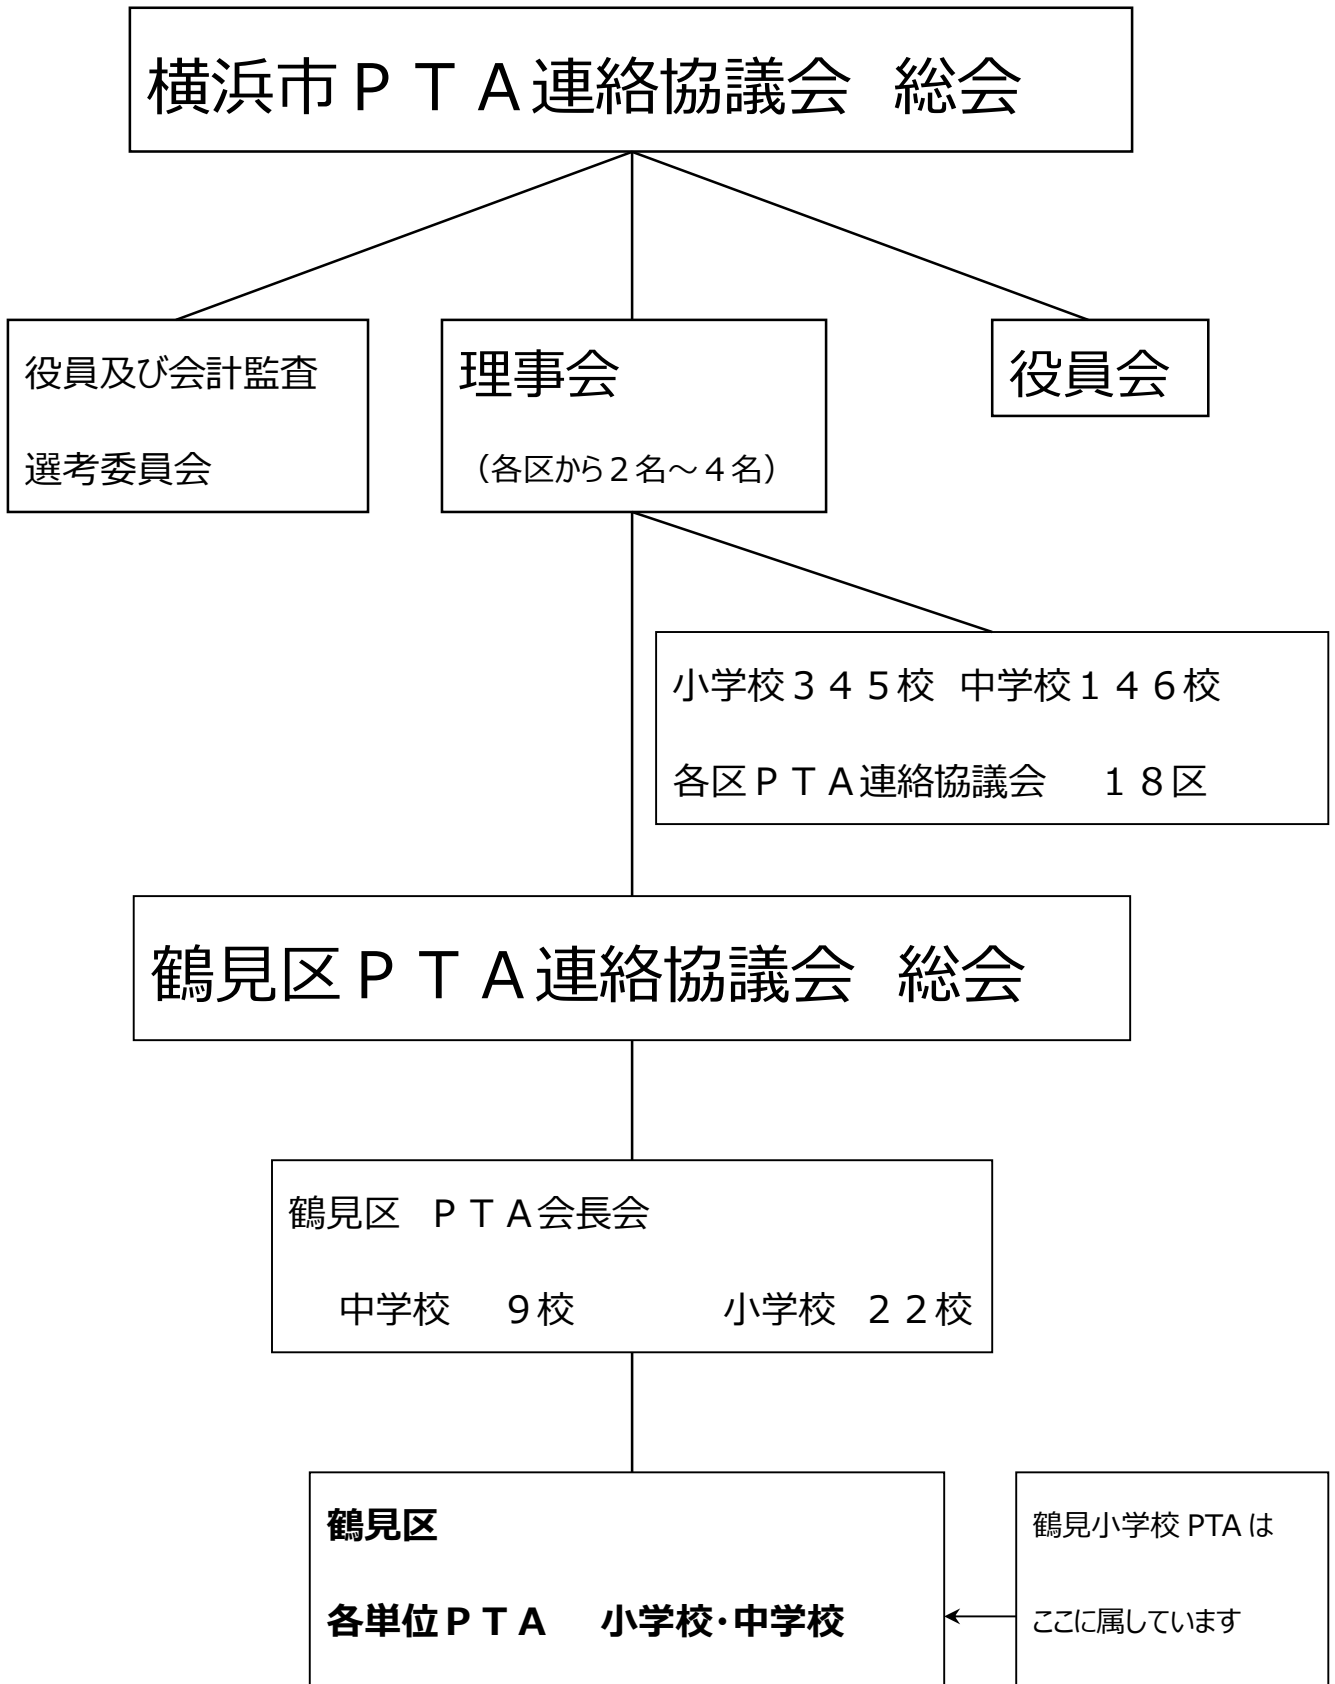 横浜市ＰＴＡ連絡協議会　総会
役員及び会計監査
選考委員会
理事会
（各区から２名～４名）
役員会
小学校３４５校　中学校１４６校
各区ＰＴＡ連絡協議会　１８区
鶴見区ＰＴＡ連絡協議会　総会
鶴見区　ＰＴＡ会長会
中学校　９校　小学校　２２校
鶴見区
各単位ＰＴＡ　小学校・中学校
鶴見小学校 PTA は
ここに属しています